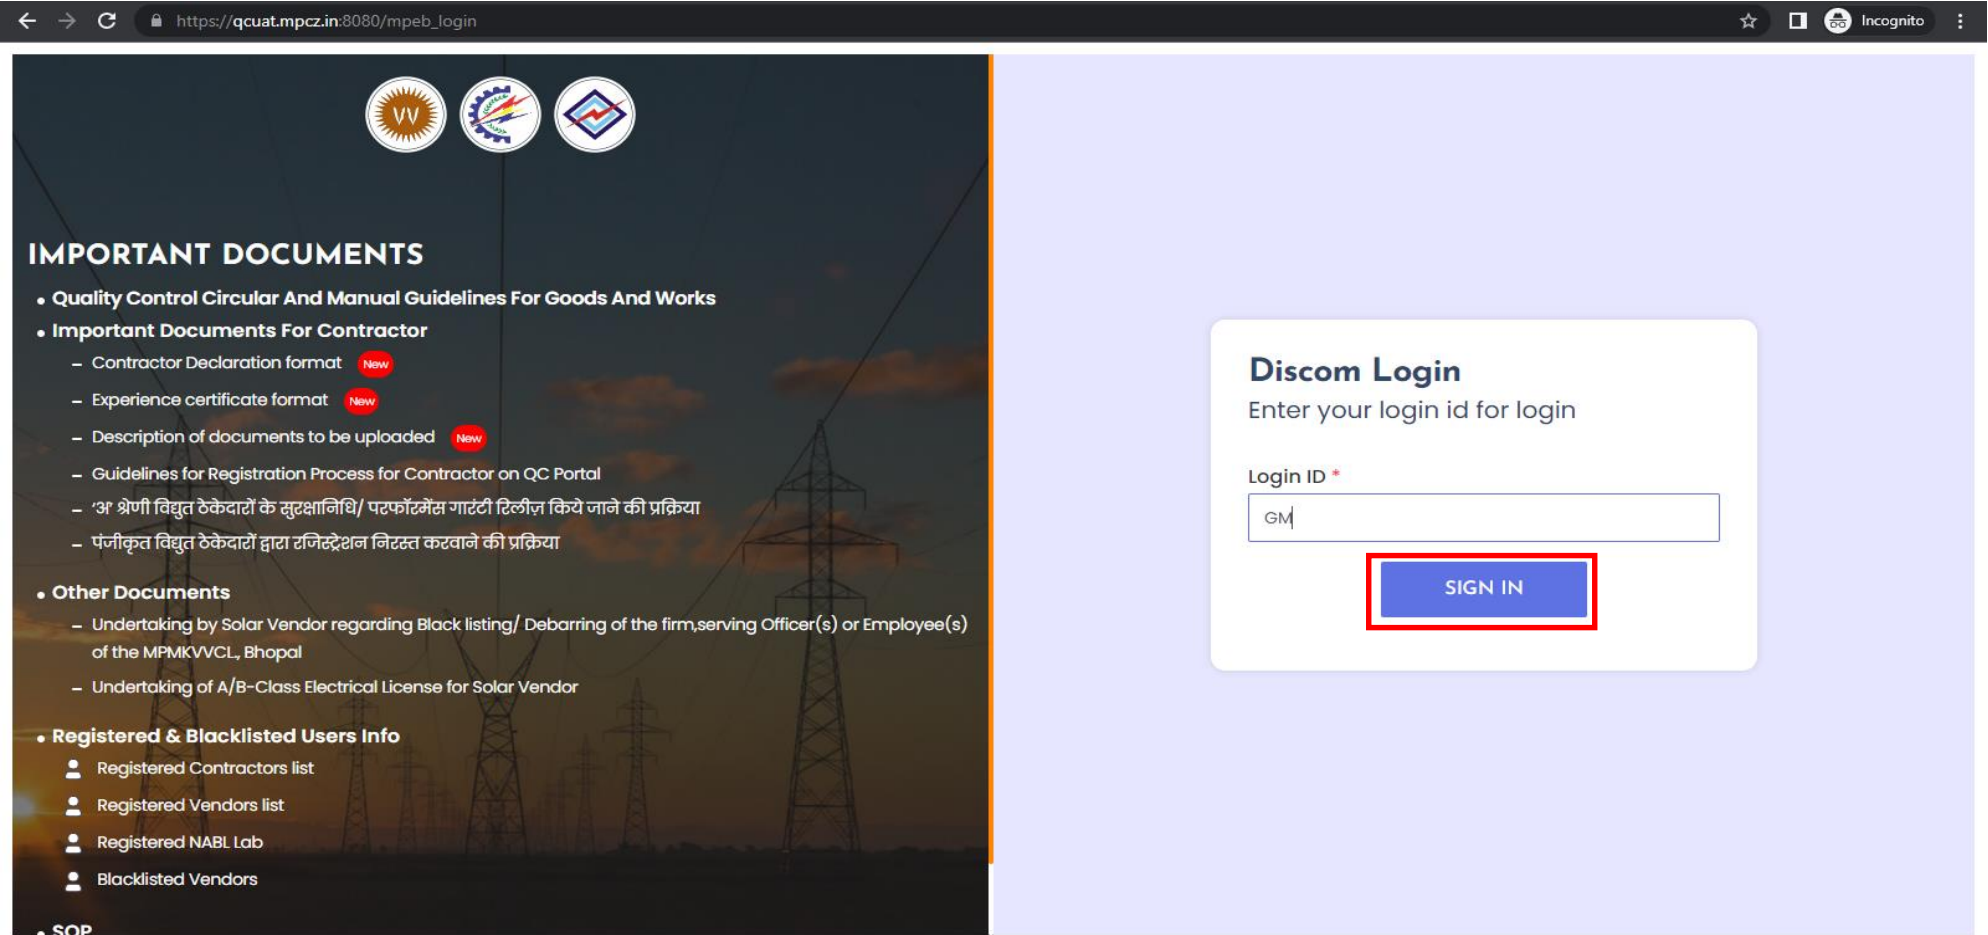 https://qcuat.mpcz.in:8080/mpeb_login
Incognito
VV
IMPORTANT DOCUMENTS
• Quality Control Circular And Manual Guidelines For Goods And Works
• Important Documents For Contractor
– Contractor Declaration format New
– Experience certificate format New
– Description of documents to be uploaded New
– Guidelines for Registration Process for Contractor on QC Portal
– 'अ' श्रेणी विद्युत ठेकेदारों के सुरक्षानिधि/ परफॉरमेंस गारंटी रिलीज़ किये जाने की प्रक्रिया
– पंजीकृत विद्युत ठेकेदारों द्वारा रजिस्ट्रेशन निरस्त करवाने की प्रक्रिया
• Other Documents
– Undertaking by Solar Vendor regarding Black listing/ Debarring of the firm,serving Officer(s) or Employee(s)
of the MPMKVVCL, Bhopal
– Undertaking of A/B-Class Electrical License for Solar Vendor
• Registered & Blacklisted Users Info
Registered Contractors list
Registered Vendors list
Registered NABL Lab
Blacklisted Vendors
• SOP
Discom Login
Enter your login id for login
Login ID *
GM
SIGN IN